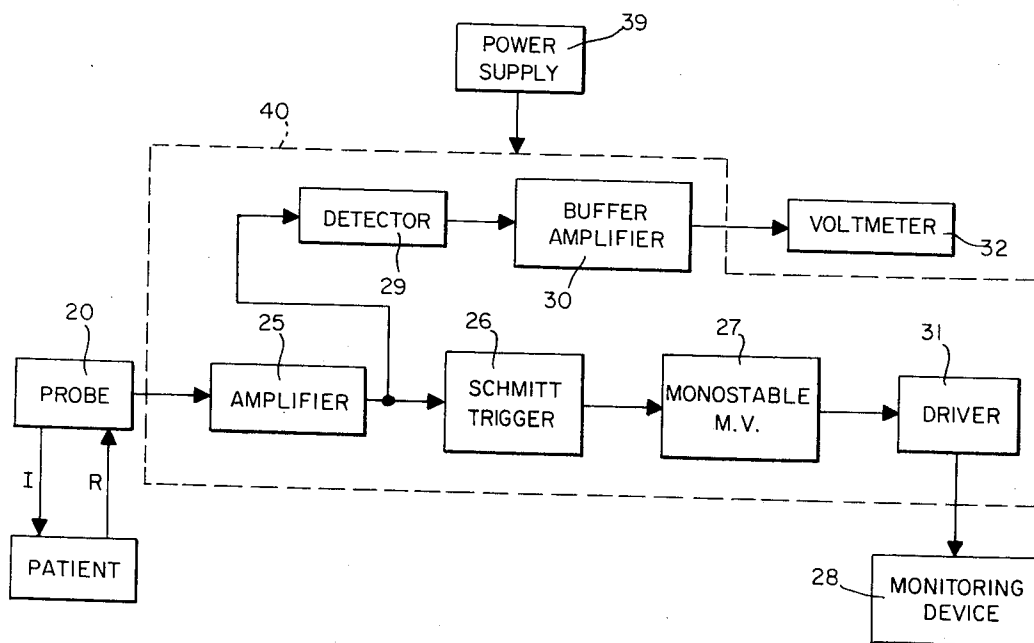 39
POWER
SUPPLY
40
DETECTOR
29
BUFFER
AMPLIFIER
30
VOLTMETER
32
20
PROBE
25
AMPLIFIER
26
SCHMITT
TRIGGER
27
MONOSTABLE
M.V.
31
DRIVER
I
R
PATIENT
28
MONITORING
DEVICE